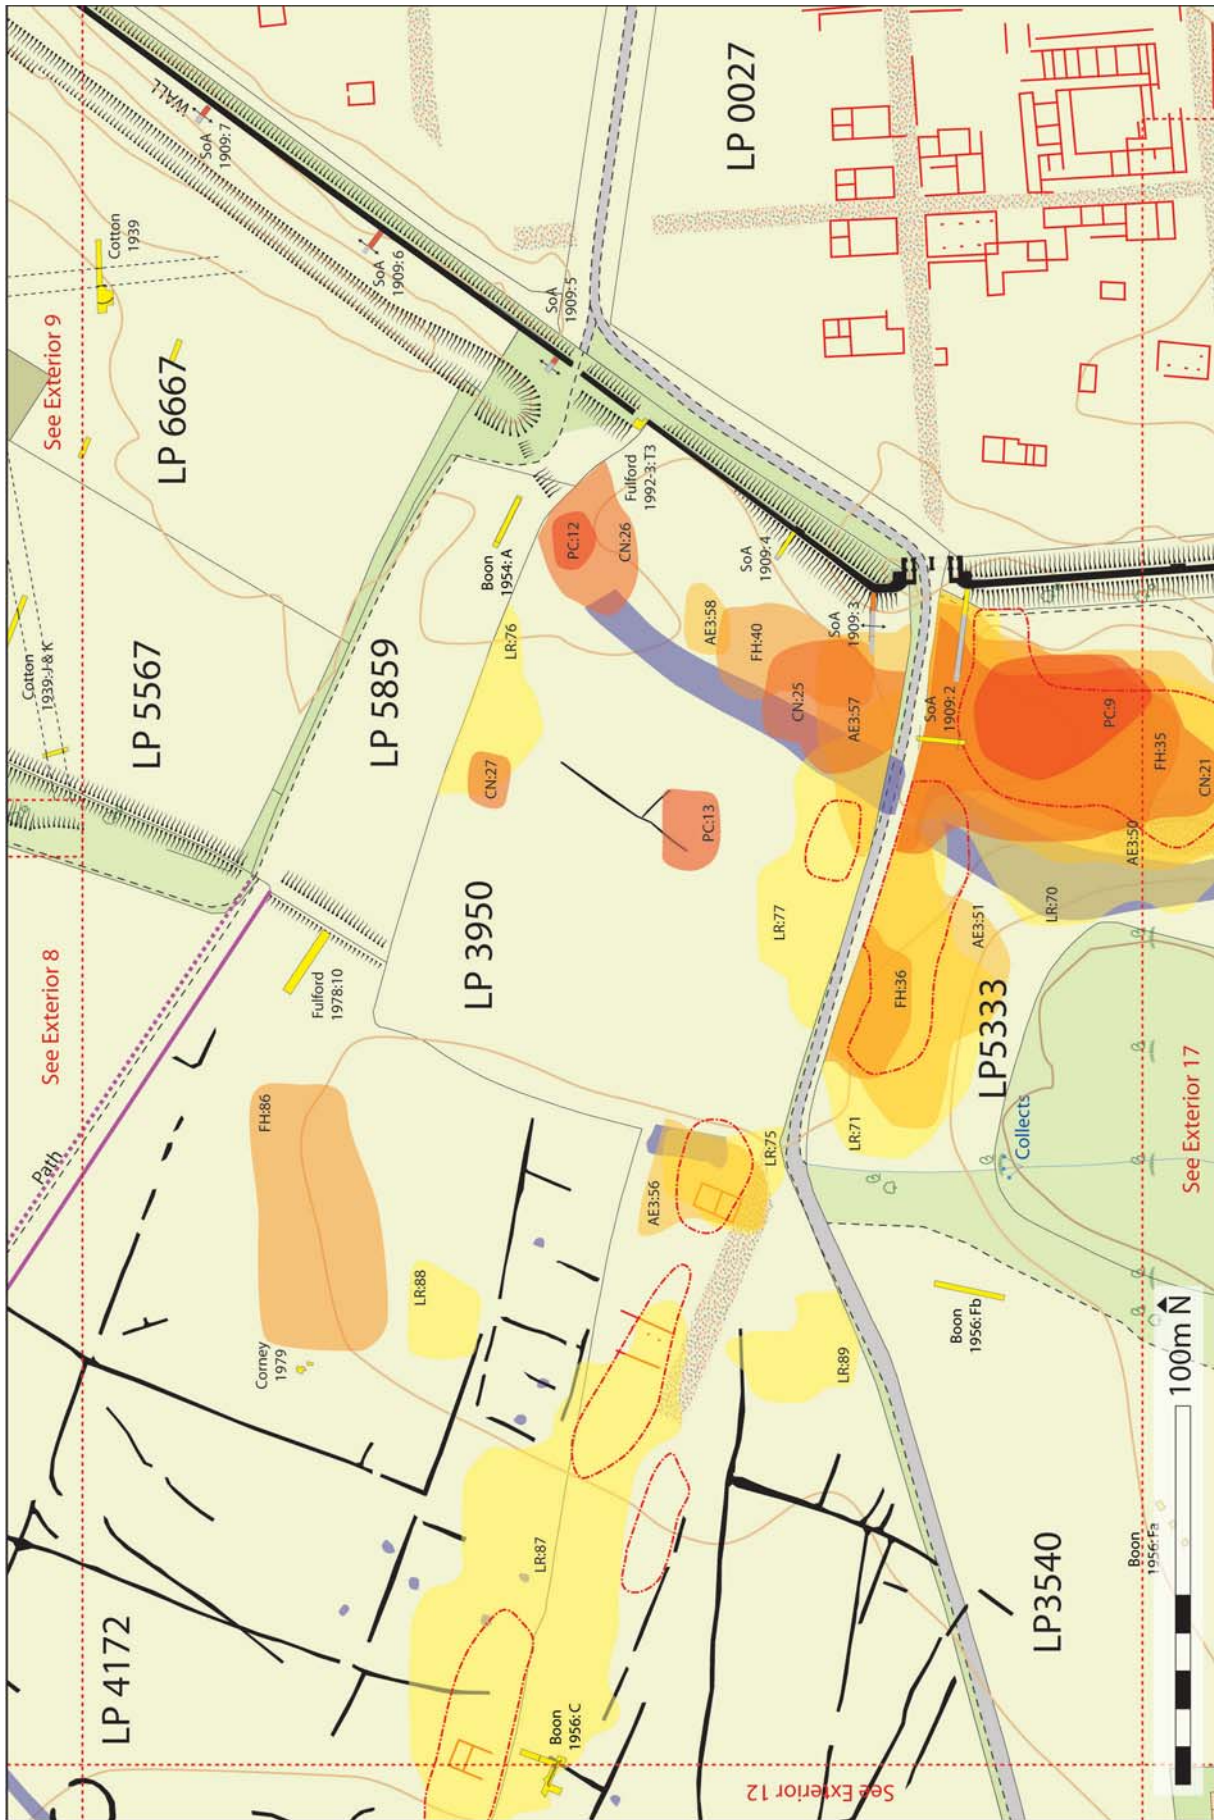 See Exterior 8
See Exterior 9
Path
LP 4172
LP 5567
LP 6667
Cotton
1939:J&K
Cotton
1939
WALL
SoA
1909:7
SoA
1909:6
SoA
1909:5
LP 0027
FH:86
Corney
1979
LR:88
Fulford
1978:10
LP 5859
LP 3950
Boon
1954:A
LR:76
CN:27
PC:12
CN:26
Fulford
1992-3:T3
PC:13
AE3:58
FH:40
CN:25
AE3:57
SoA
1909:4
SoA
1909:3
SoA
1909:2
LR:77
LR:87
Boon
1956:C
AE3:56
LR:75
LR:89
LR:71
FH:36
AE3:51
LR:70
AE3:50
PC:9
FH:35
CN:21
LP5333
Collects
Boon
1956:Fb
LP3540
Boon
1956:Fa
See Exterior 12
See Exterior 17
100m N